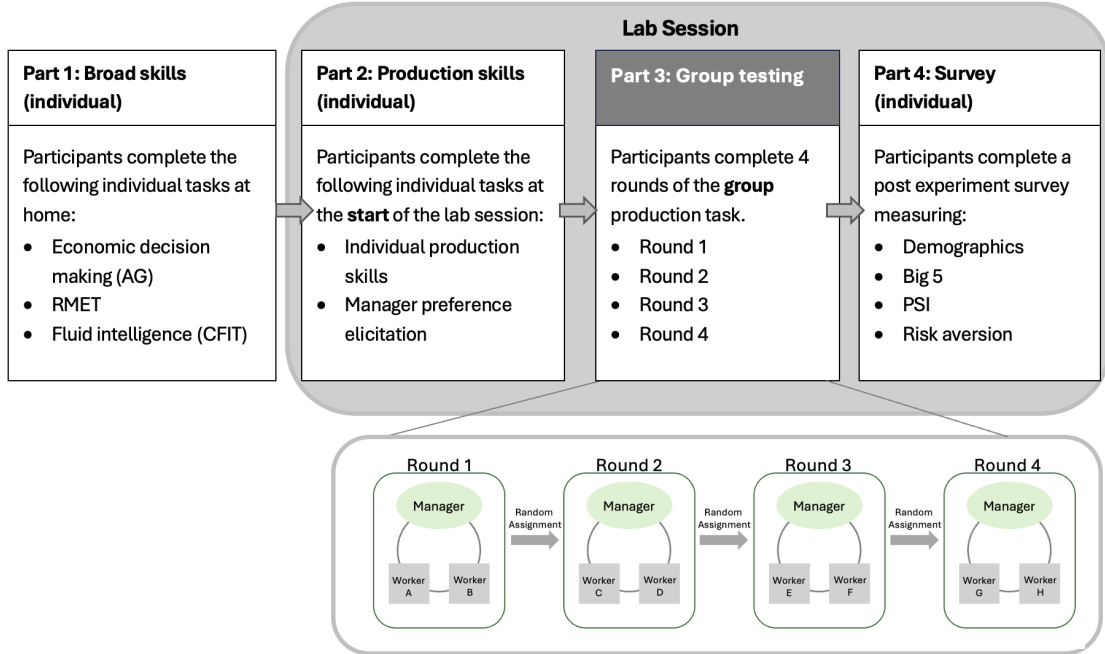 Lab Session
Part 1: Broad skills
(individual)
Participants complete the
following individual tasks at
home:
● Economic decision
making (AG)
● RMET
● Fluid intelligence (CFIT)
Part 2: Production skills
(individual)
Participants complete the
following individual tasks at
the start of the lab session:
● Individual production
skills
● Manager preference
elicitation
Part 3: Group testing
Participants complete 4
rounds of the group
production task.
● Round 1
● Round 2
● Round 3
● Round 4
Part 4: Survey
(individual)
Participants complete a
post experiment survey
measuring:
● Demographics
● Big 5
● PSI
● Risk aversion
Round 1
Manager
Worker
A
Worker
B
Random
Assignment
Round 2
Manager
Worker
C
Worker
D
Random
Assignment
Round 3
Manager
Worker
E
Worker
F
Random
Assignment
Round 4
Manager
Worker
G
Worker
H